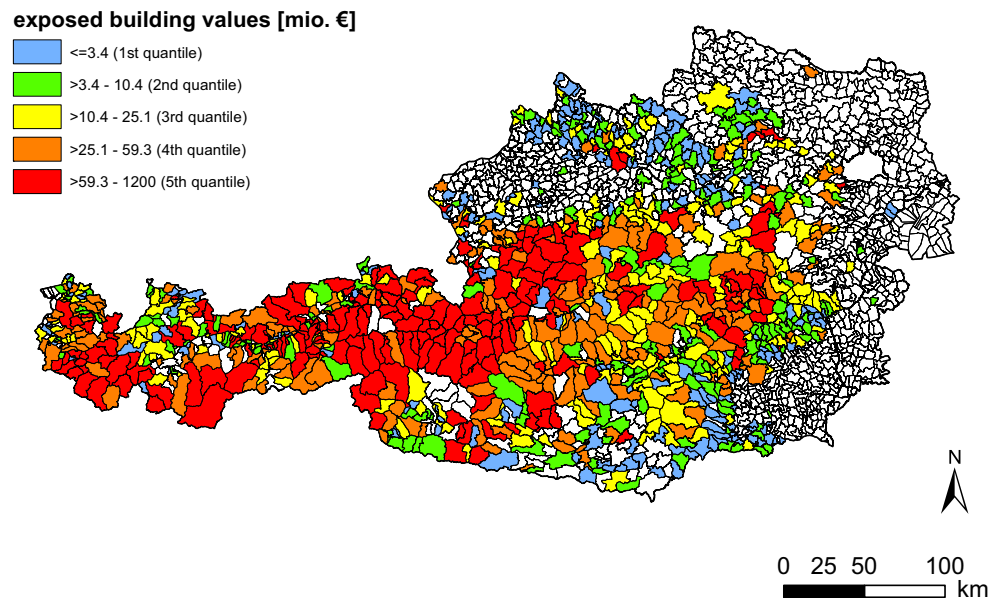 exposed building values [mio. €]
<=3.4 (1st quantile)
>3.4 - 10.4 (2nd quantile)
>10.4 - 25.1 (3rd quantile)
>25.1 - 59.3 (4th quantile)
>59.3 - 1200 (5th quantile)
N
0 25 50 100
km